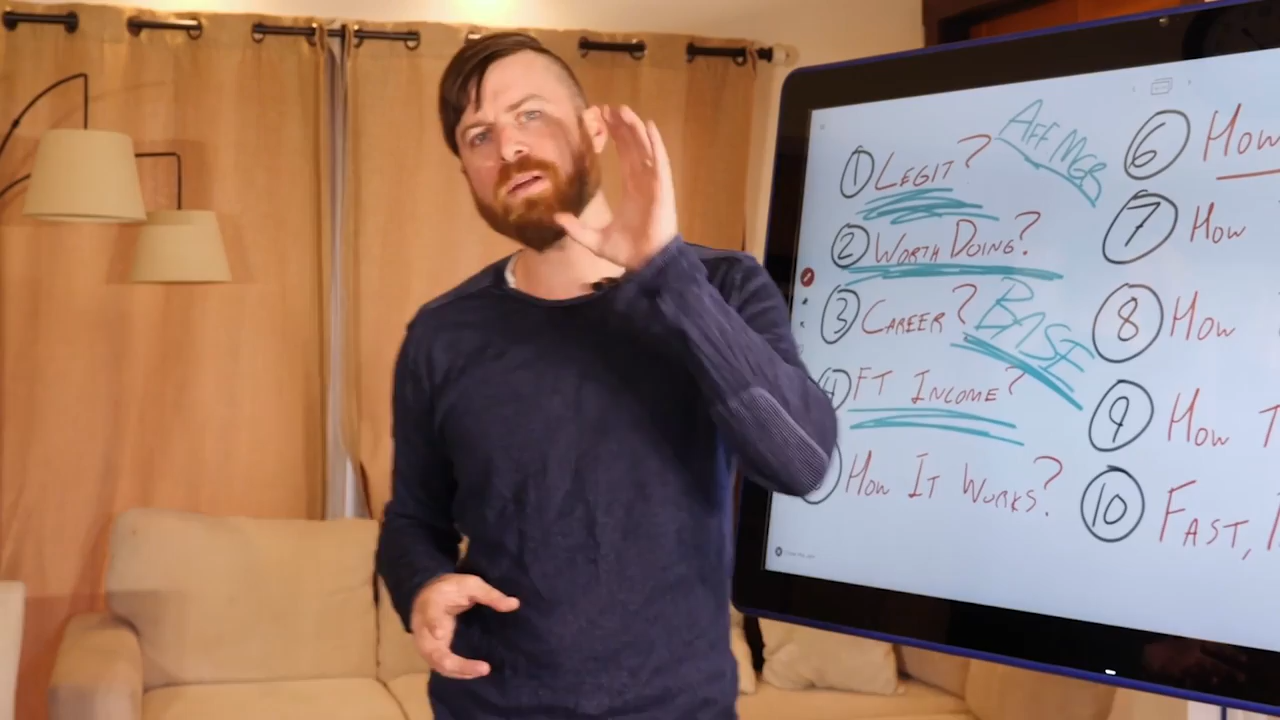 1 LEGIT?
AFF MGR
2 WORTH DOING?
3 CAREER?
BASE
4 FT INCOME?
HOW IT WORKS?
6 HOW
7 HOW
8 HOW
9 HOW T
10 FAST,